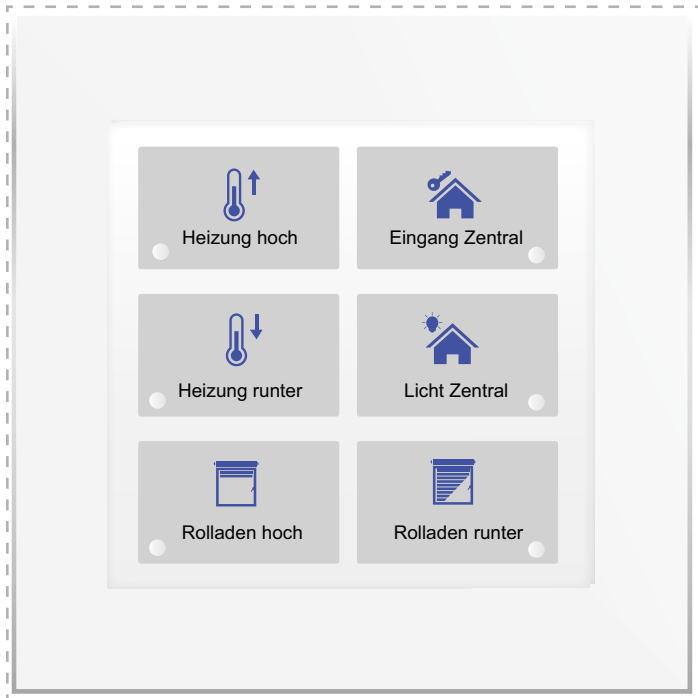 Heizung hoch
Eingang Zentral
Heizung runter
Licht Zentral
Rolladen hoch
Rolladen runter